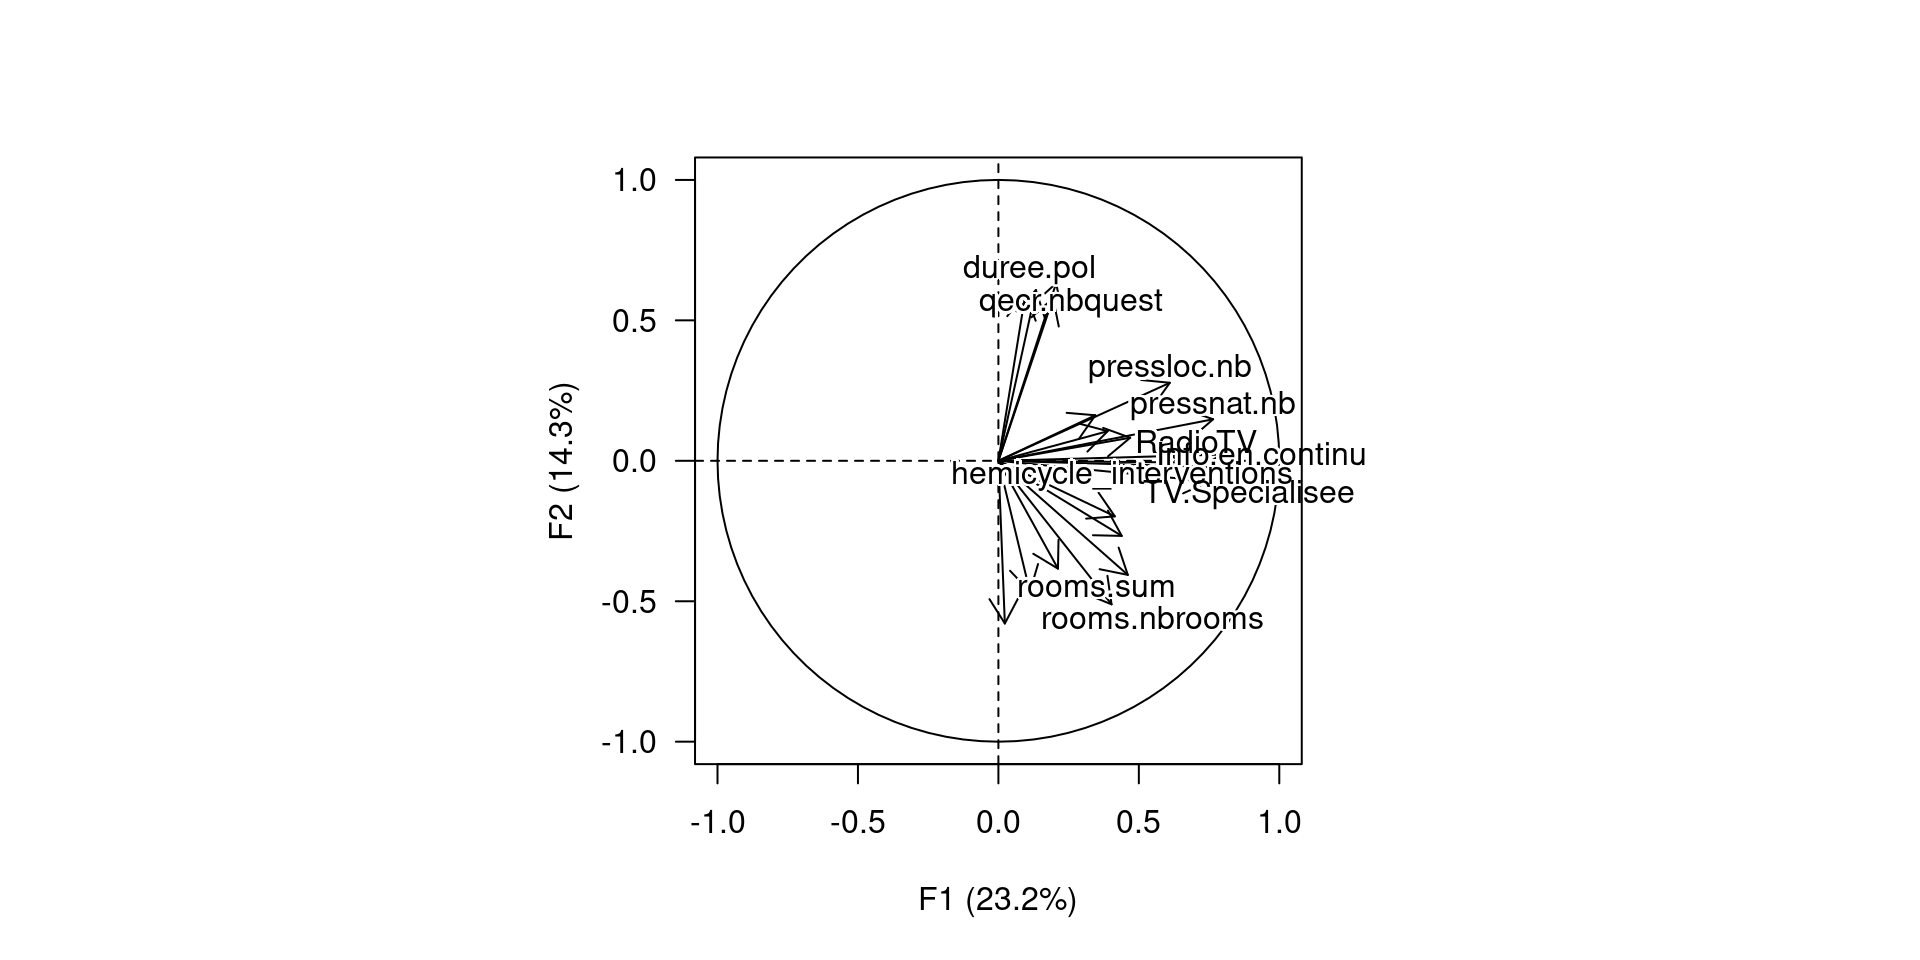 1.0
duree.pol
qecr.nbquest
0.5
pressloc.nb
pressnat.nb
RadioTV
Info.en.continu
0.0
hemicycle_interventions
TV.Specialisee
rooms.sum
-0.5
rooms.nbrooms
-1.0
F2 (14.3%)
-1.0 -0.5 0.0 0.5 1.0
F1 (23.2%)